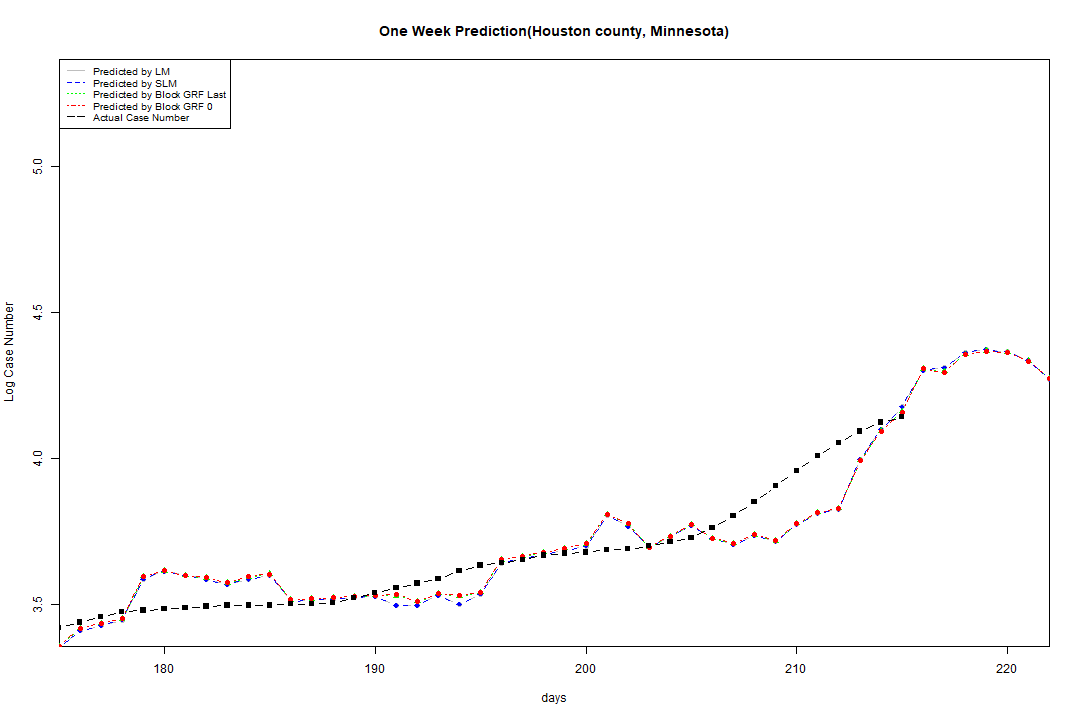 One Week Prediction(Houston county, Minnesota)
Predicted by LM
Predicted by SLM
Predicted by Block GRF Last
Predicted by Block GRF 0
Actual Case Number
Log Case Number
5.0
4.5
4.0
3.5
180 190 200 210 220
days